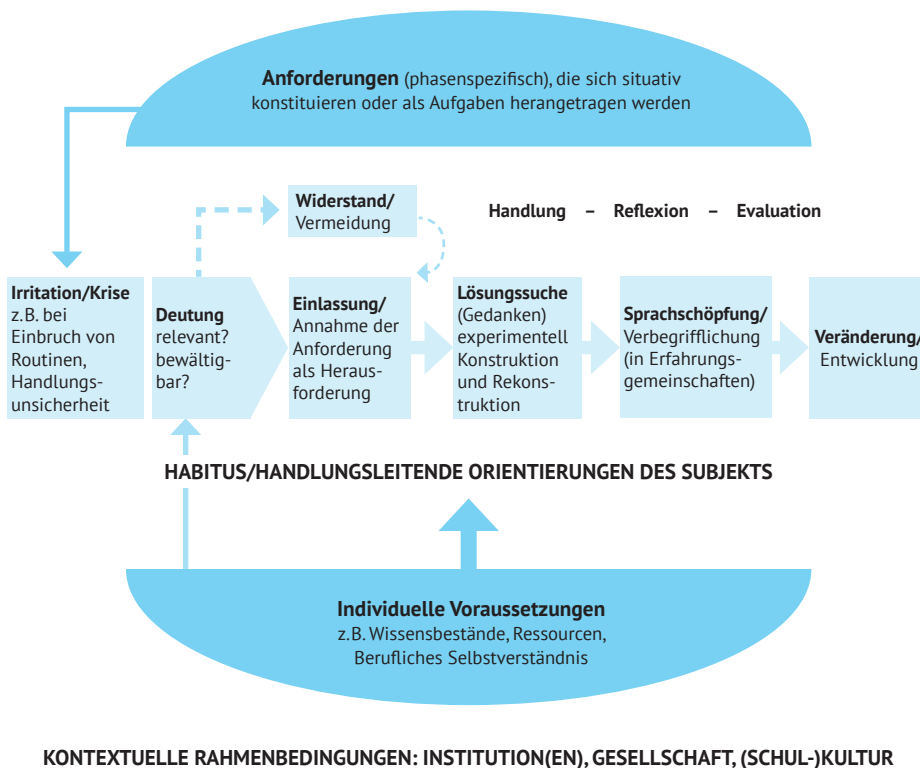 Anforderungen (phasenspezifisch), die sich situativ
konstituieren oder als Aufgaben herangetragen werden
Widerstand/
Vermeidung
Handlung – Reflexion – Evaluation
Irritation/Krise
z.B. bei
Einbruch von
Routinen,
Handlungs-
unsicherheit
Deutung
relevant?
bewältig-
bar?
Einlassung/
Annahme der
Anforderung
als Heraus-
forderung
Lösungssuche
(Gedanken)
experimentell
Konstruktion
und Rekons-
truktion
Sprachschöpfung/
Verbegrifflichung
(in Erfahrungs-
gemeinschaften)
Veränderung/
Entwicklung
HABITUS/HANDLUNGSLEITENDE ORIENTIERUNGEN DES SUBJEKTS
Individuelle Voraussetzungen
z.B. Wissensbestände, Ressourcen,
Berufliches Selbstverständnis
KONTEXTUELLE RAHMENBEDINGUNGEN: INSTITUTION(EN), GESELLSCHAFT, (SCHUL-)KULTUR